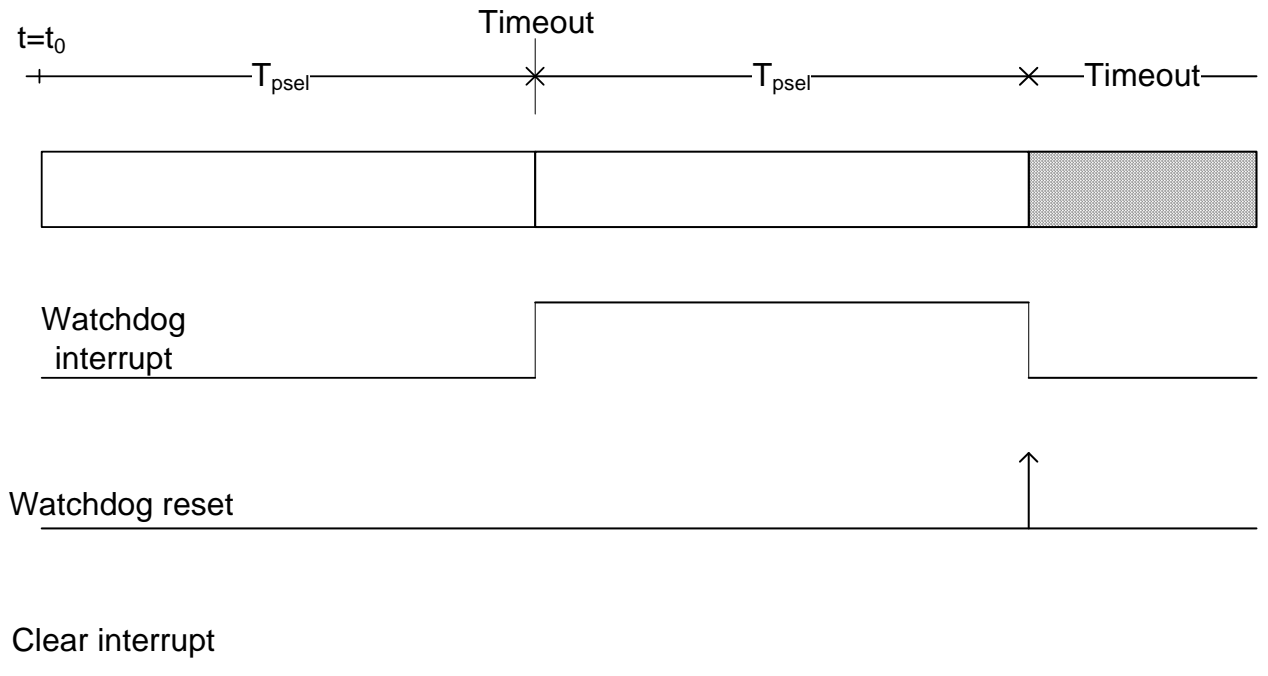 Timeout
t=t₀
Tpsel Tpsel Timeout
Watchdog
interrupt
Watchdog reset
Clear interrupt